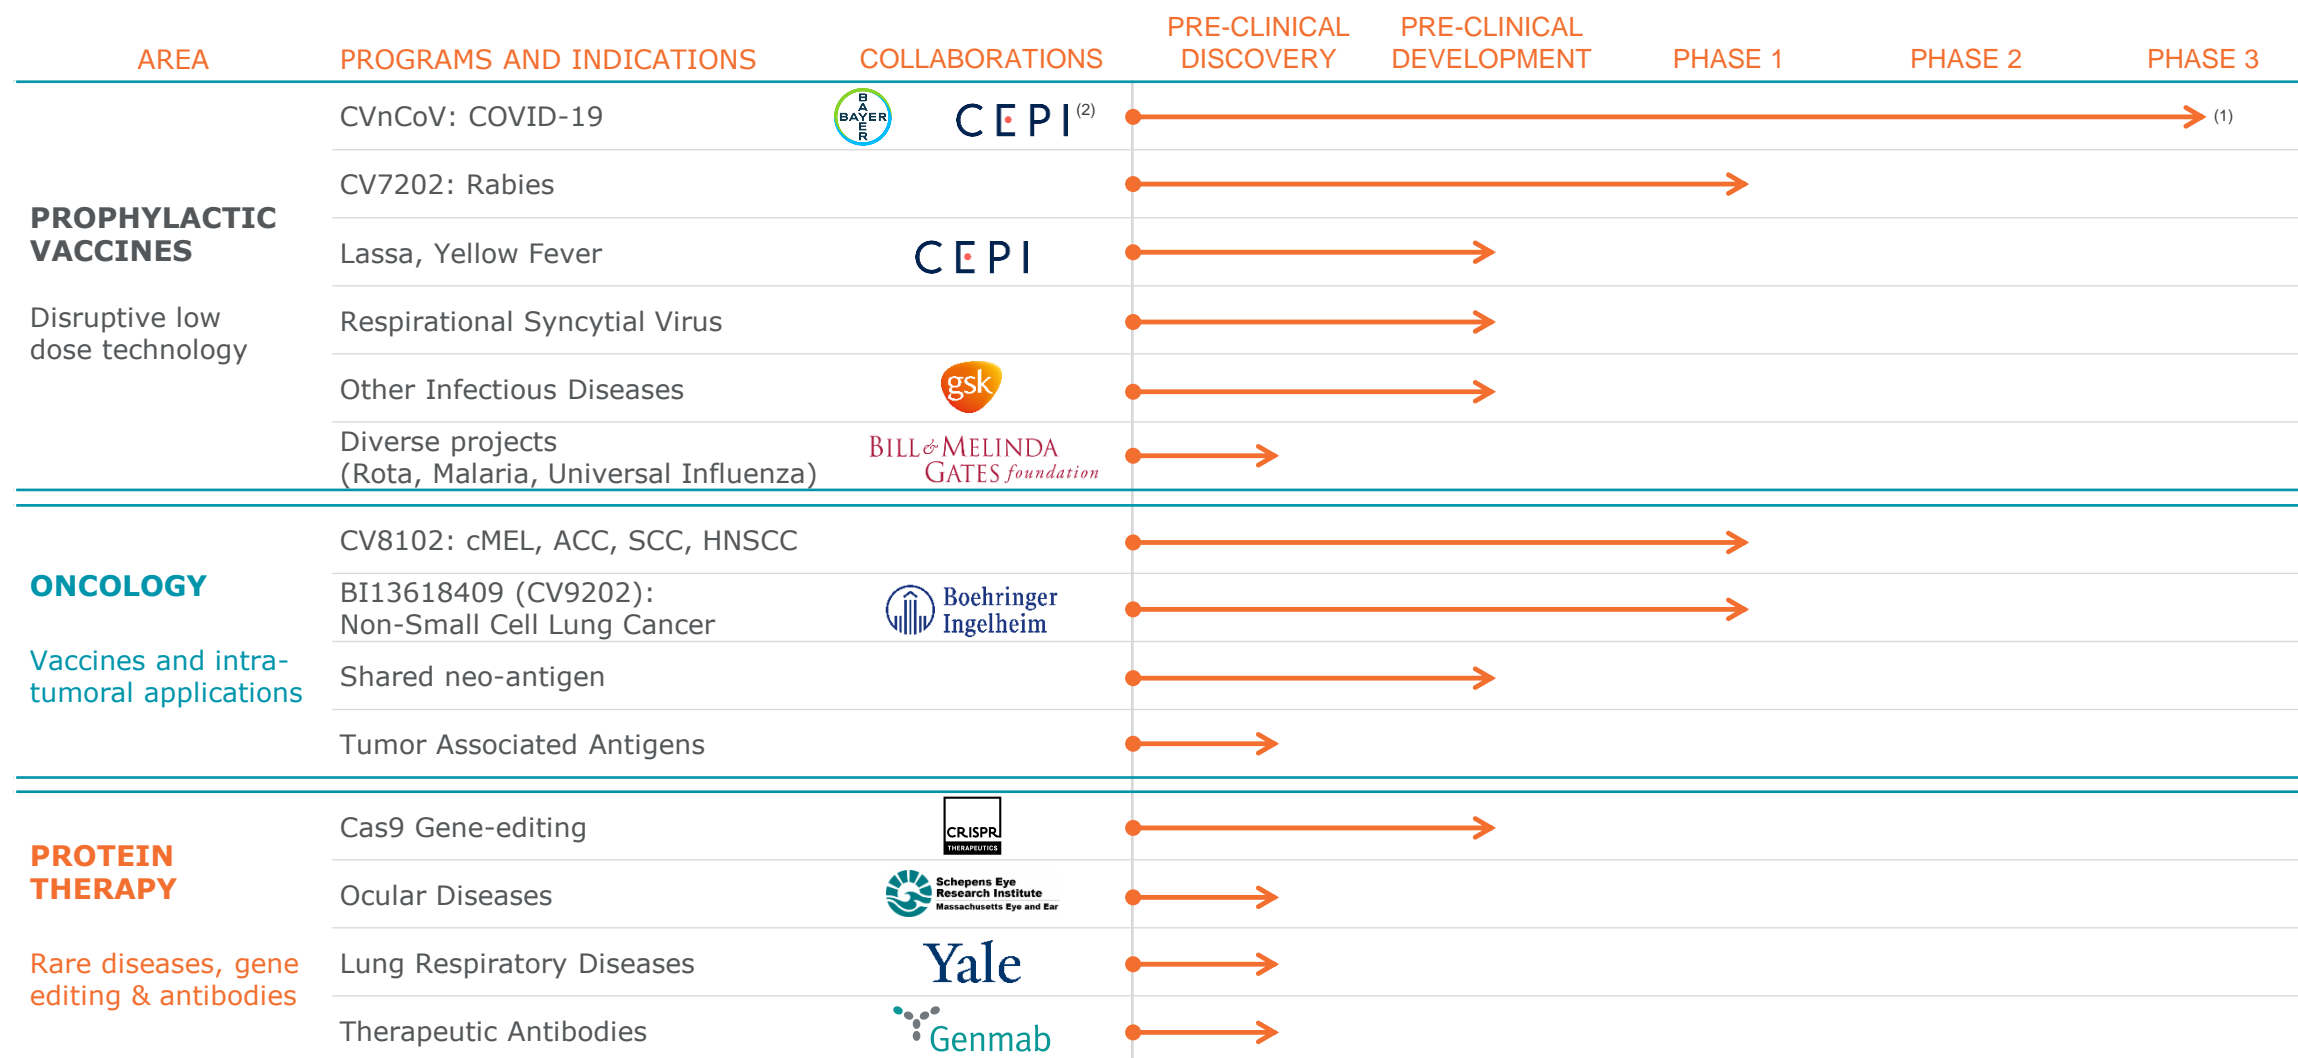 AREA
PROGRAMS AND INDICATIONS
COLLABORATIONS
PRE-CLINICAL
DISCOVERY
PRE-CLINICAL
DEVELOPMENT
PHASE 1
PHASE 2
PHASE 3
PROPHYLACTIC
VACCINES
Disruptive low
dose technology
CVnCoV: COVID-19
BAYER
BAYER
CEPI (2)
(1)
CV7202: Rabies
Lassa, Yellow Fever
CEPI
Respirational Syncytial Virus
Other Infectious Diseases
gsk
Diverse projects
(Rota, Malaria, Universal Influenza)
BILL & MELINDA
GATES foundation
ONCOLOGY
Vaccines and intra-
tumoral applications
CV8102: cMEL, ACC, SCC, HNSCC
BI13618409 (CV9202):
Non-Small Cell Lung Cancer
Boehringer
Ingelheim
Shared neo-antigen
Tumor Associated Antigens
PROTEIN
THERAPY
Rare diseases, gene
editing & antibodies
Cas9 Gene-editing
CRISPR
THERAPEUTICS
Ocular Diseases
Schepens Eye
Research Institute
Massachusetts Eye and Ear
Lung Respiratory Diseases
Yale
Therapeutic Antibodies
Genmab